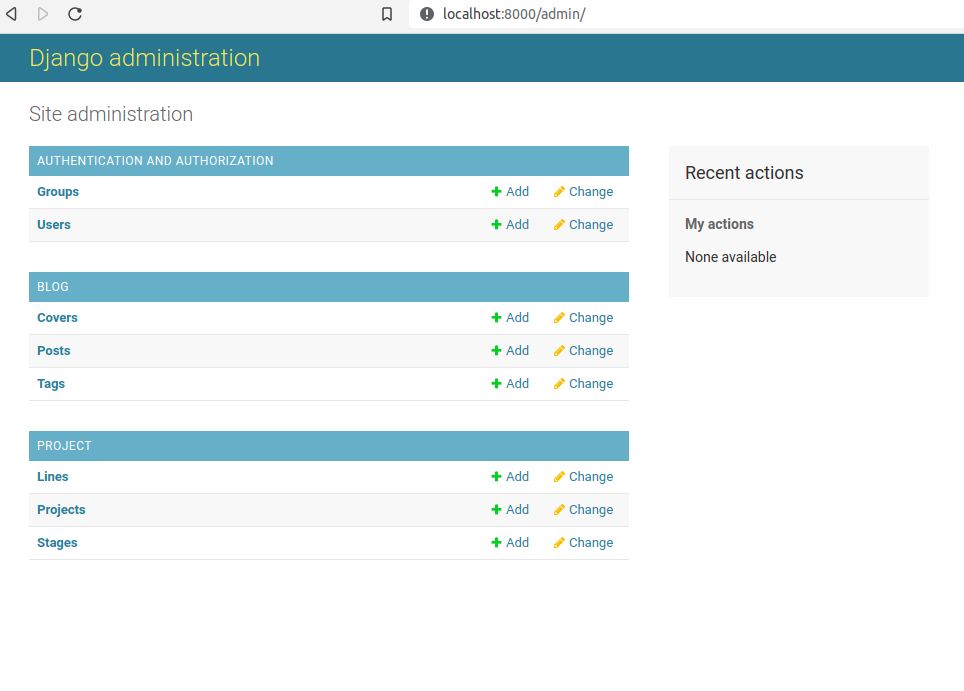 localhost:8000/admin/
Django administration
Site administration
AUTHENTICATION AND AUTHORIZATION
Groups Add Change
Users Add Change
BLOG
Covers Add Change
Posts Add Change
Tags Add Change
PROJECT
Lines Add Change
Projects Add Change
Stages Add Change
Recent actions
My actions
None available